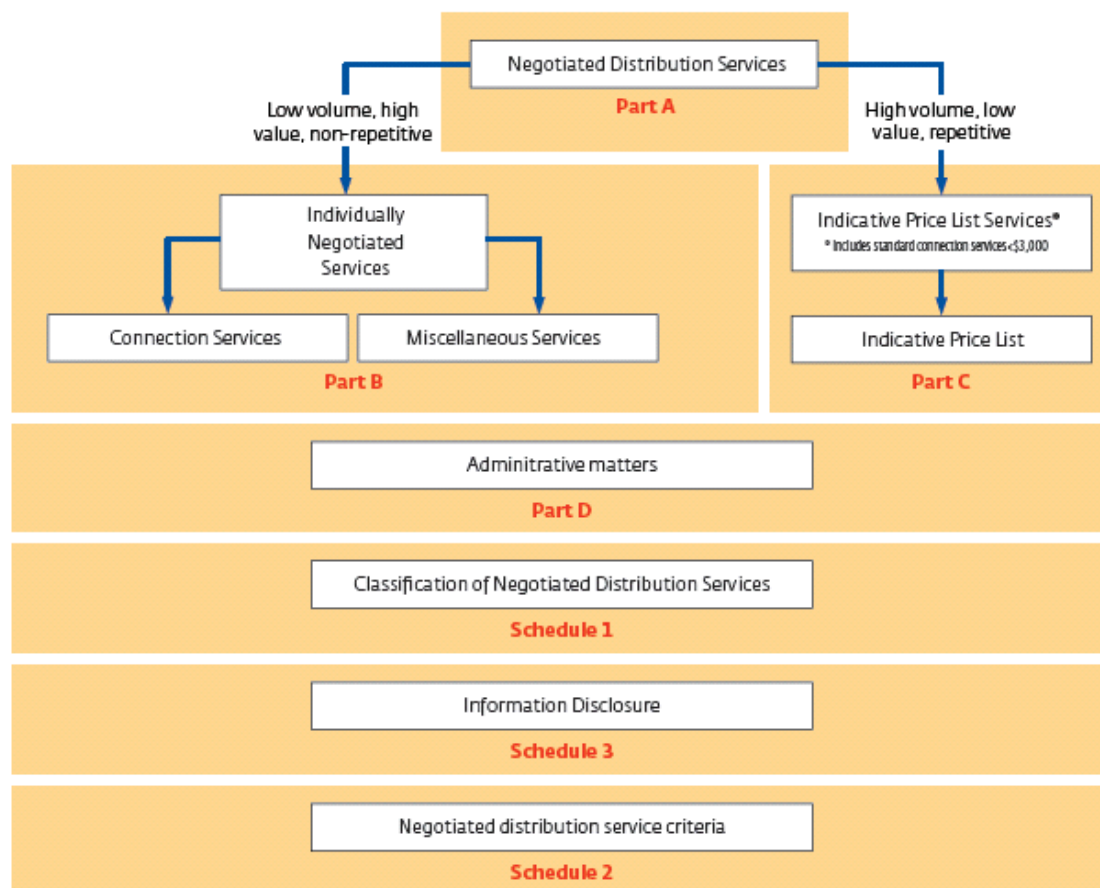 Negotiated Distribution Services
Part A
Low volume, high
value, non-repetitive
High volume, low
value, repetitive
Individually
Negotiated
Services
Connection Services
Miscellaneous Services
Part B
Indicative Price List Services®
® Includes standard connection services <$3,000
Indicative Price List
Part C
Adminitrative matters
Part D
Classification of Negotiated Distribution Services
Schedule 1
Information Disclosure
Schedule 3
Negotiated distribution service criteria
Schedule 2